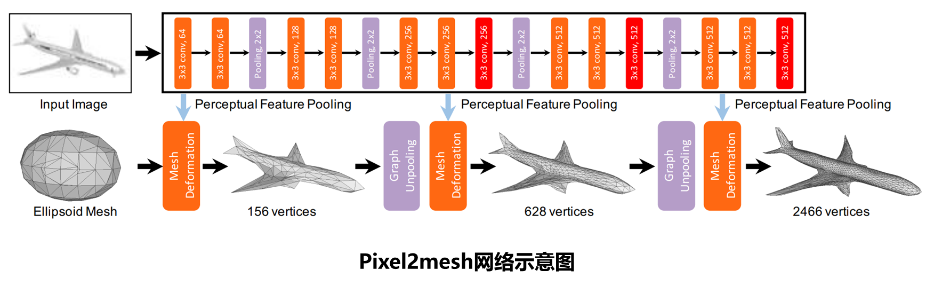 3x3 conv, 64
3x3 conv, 64
Pooling, 2x2
3x3 conv, 128
3x3 conv, 128
Pooling, 2x2
3x3 conv, 256
3x3 conv, 256
3x3 conv, 256
Pooling, 2x2
3x3 conv, 512
3x3 conv, 512
3x3 conv, 512
Pooling, 2x2
3x3 conv, 512
3x3 conv, 512
3x3 conv, 512
Input Image
Perceptual Feature Pooling
Perceptual Feature Pooling
Perceptual Feature Pooling
Mesh
Deformation
Graph
Unpooling
Mesh
Deformation
Graph
Unpooling
Mesh
Deformation
Ellipsoid Mesh
156 vertices
628 vertices
2466 vertices
Pixel2mesh网络示意图